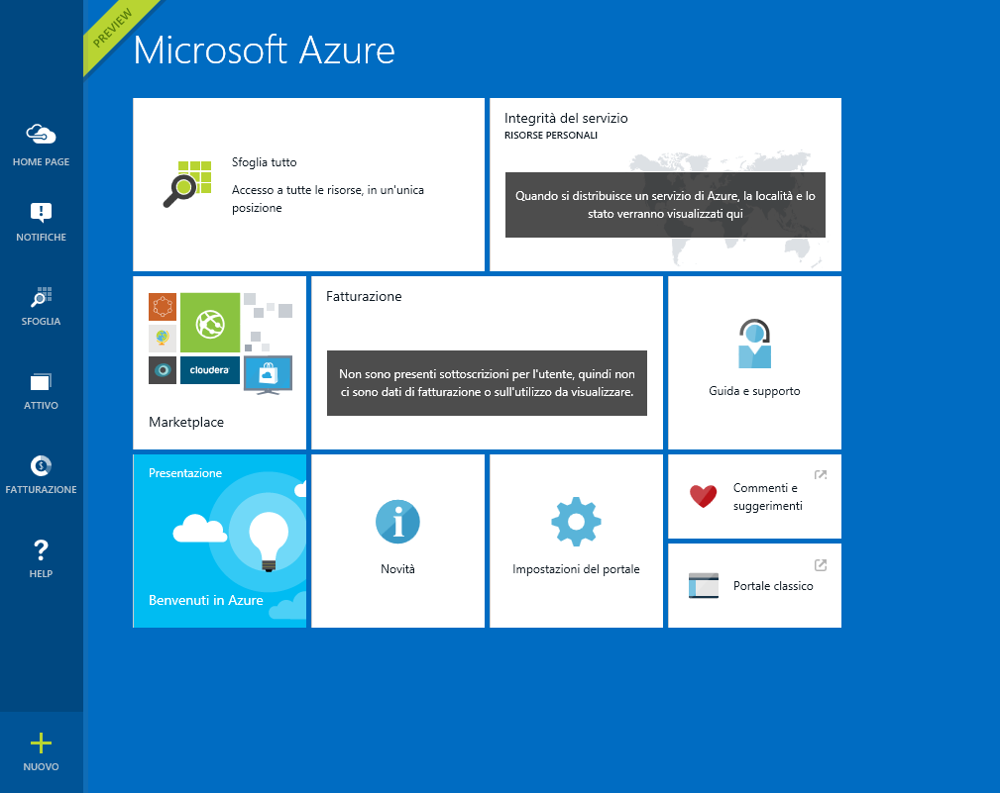 PREVIEW
Microsoft Azure
HOME PAGE
NOTIFICHE
SFOGLIA
ATTIVO
FATTURAZIONE
HELP
NUOVO
Sfoglia tutto
Accesso a tutte le risorse, in un'unica
posizione
Integrità del servizio
RISORSE PERSONALI
Quando si distribuisce un servizio di Azure, la località e lo
stato verranno visualizzati qui
cloudera
Marketplace
Fatturazione
Non sono presenti sottoscrizioni per l'utente, quindi non
ci sono dati di fatturazione o sull'utilizzo da visualizzare.
Guida e supporto
Presentazione
Benvenuti in Azure
Novità
Impostazioni del portale
Commenti e
suggerimenti
Portale classico